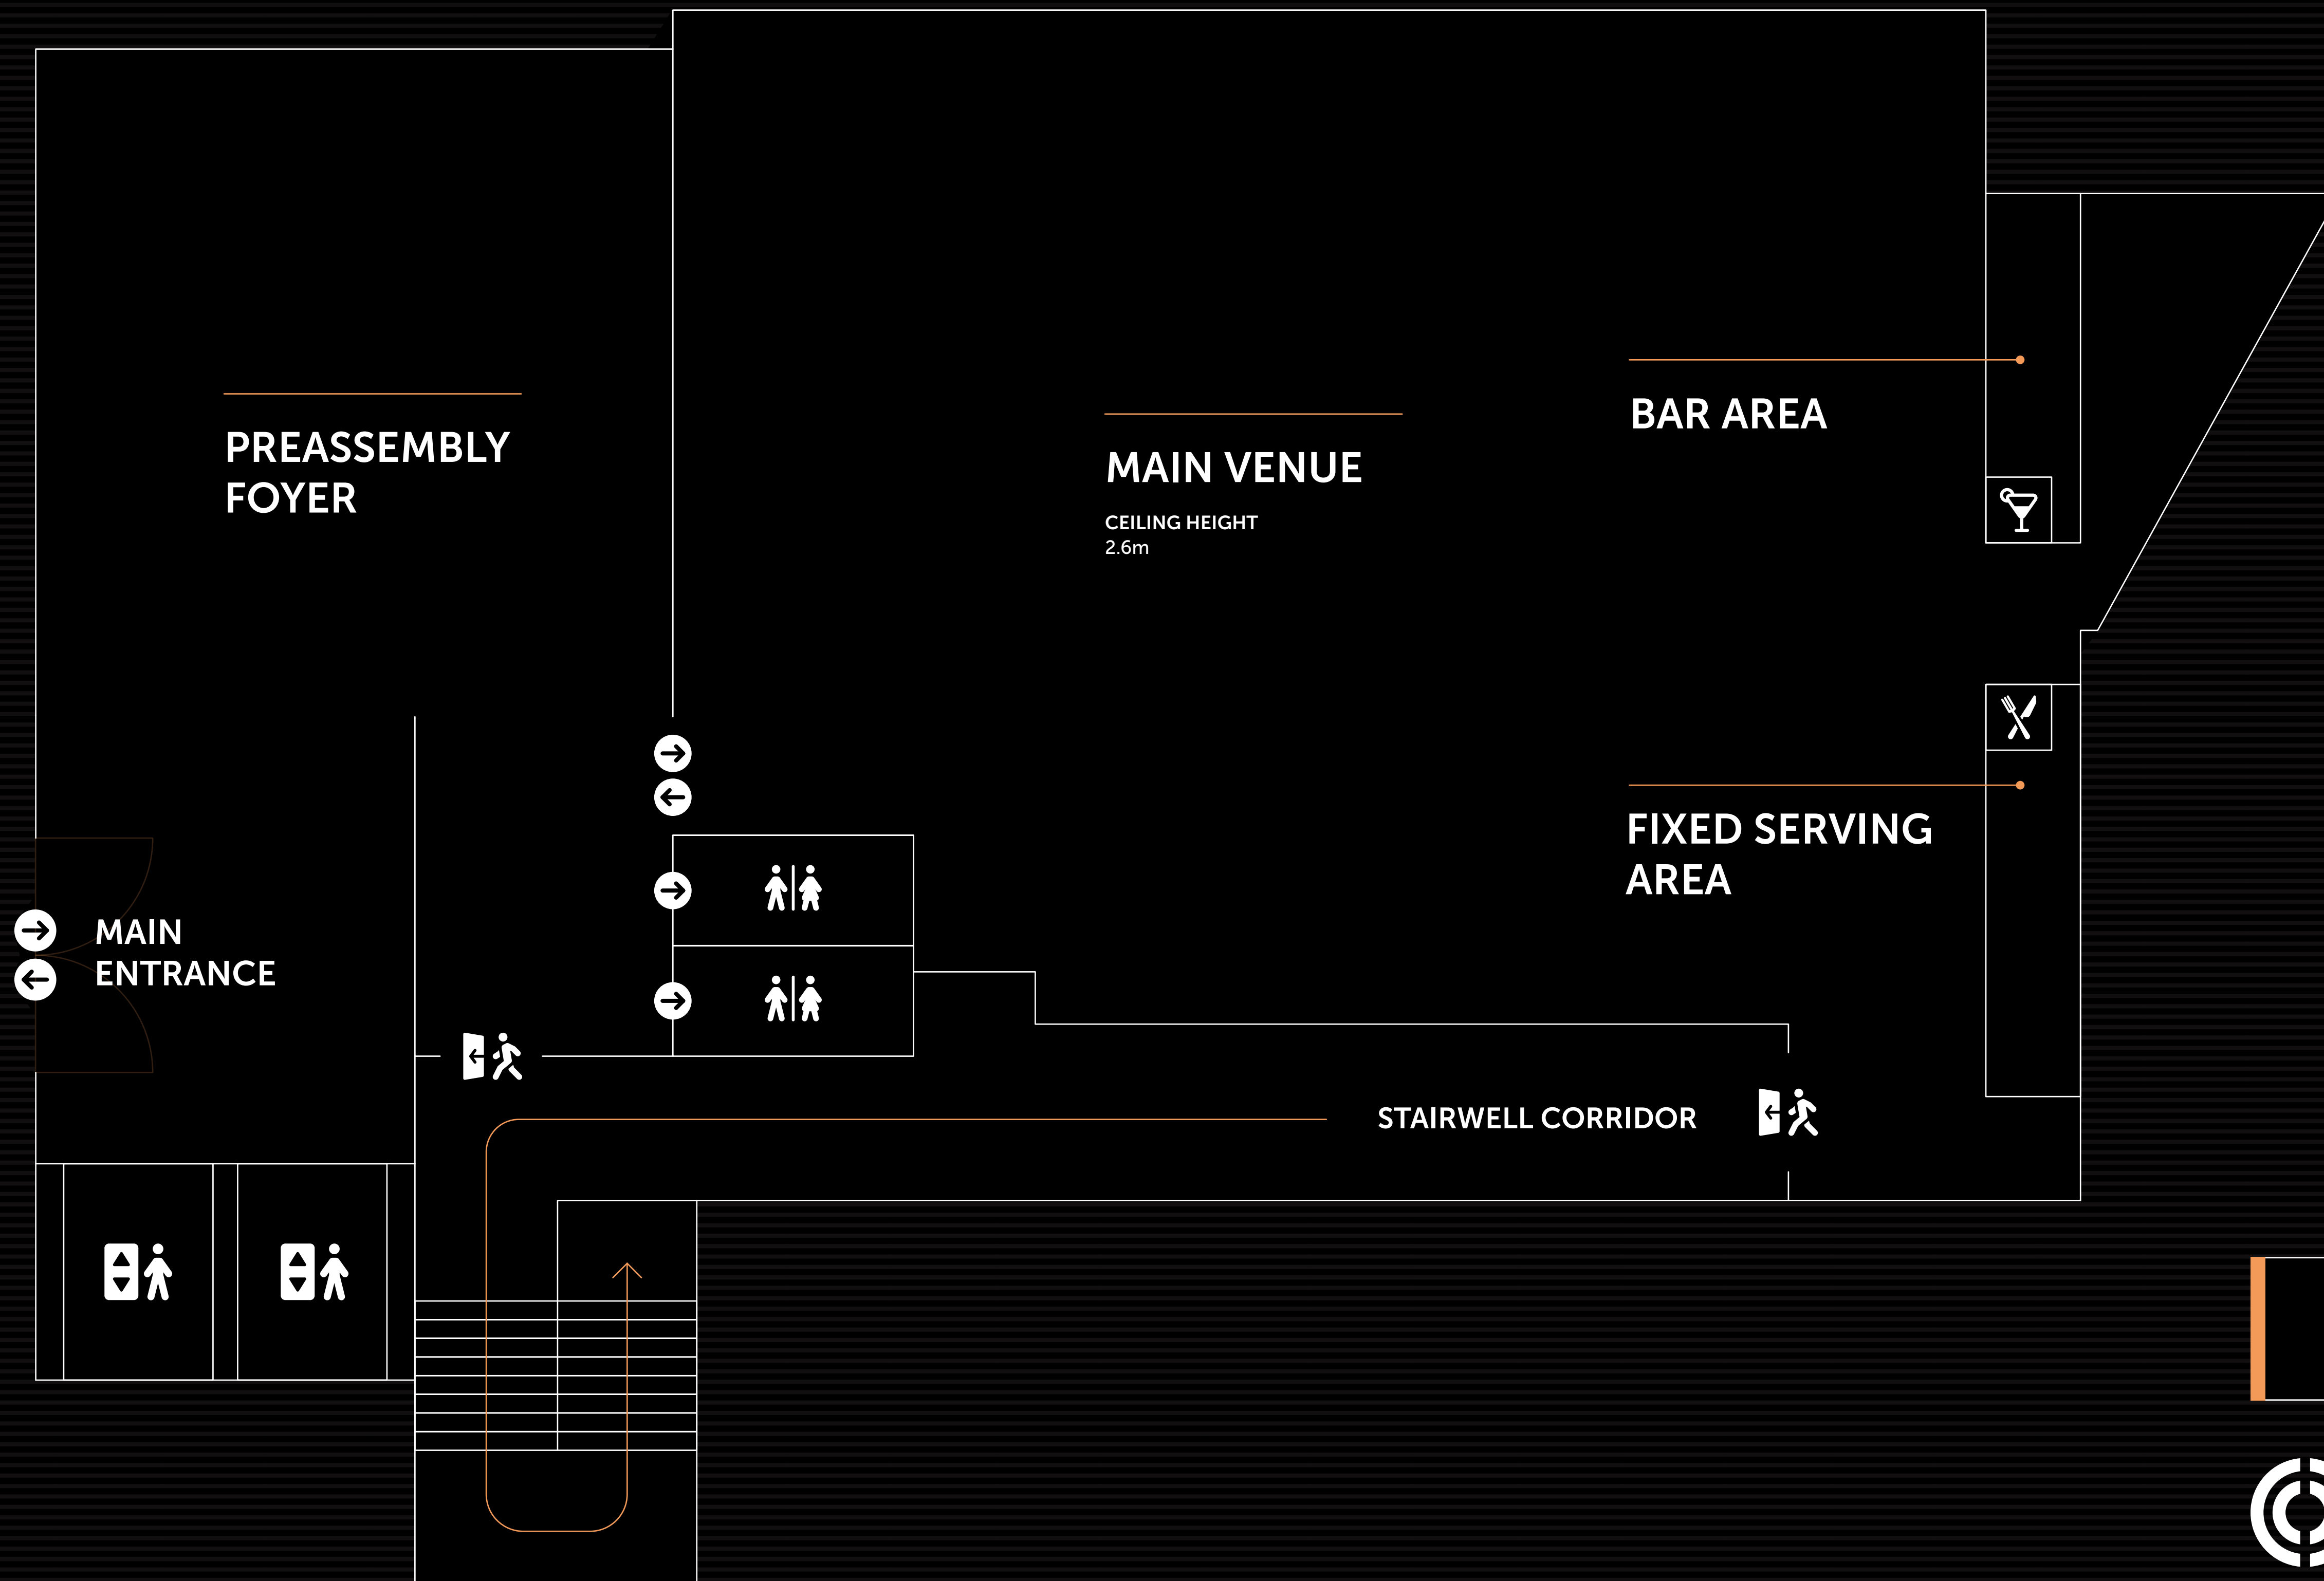 PREASSEMBLY
FOYER
MAIN VENUE
CEILING HEIGHT
2.6m
BAR AREA
FIXED SERVING
AREA
MAIN
ENTRANCE
STAIRWELL CORRIDOR